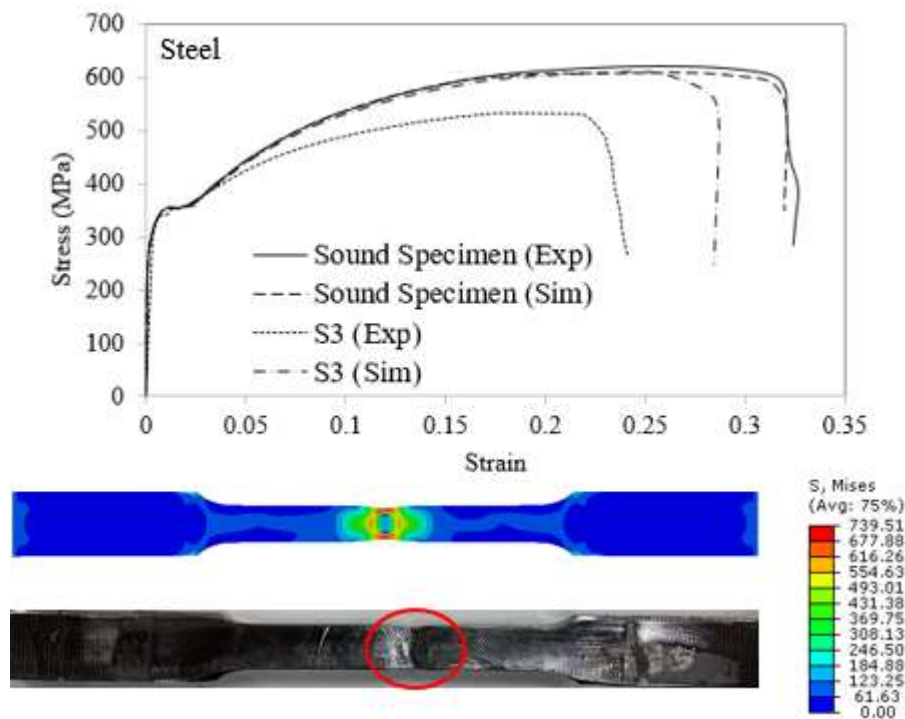 700
Steel
600
500
400
300
200
100
0
Stress (MPa)
Sound Specimen (Exp)
Sound Specimen (Sim)
S3 (Exp)
S3 (Sim)
0 0.05 0.1 0.15 0.2 0.25 0.3 0.35
Strain
S, Mises
(Avg: 75%)
739.51
677.88
616.26
554.63
493.01
431.38
369.75
308.13
246.50
184.88
123.25
61.63
0.00